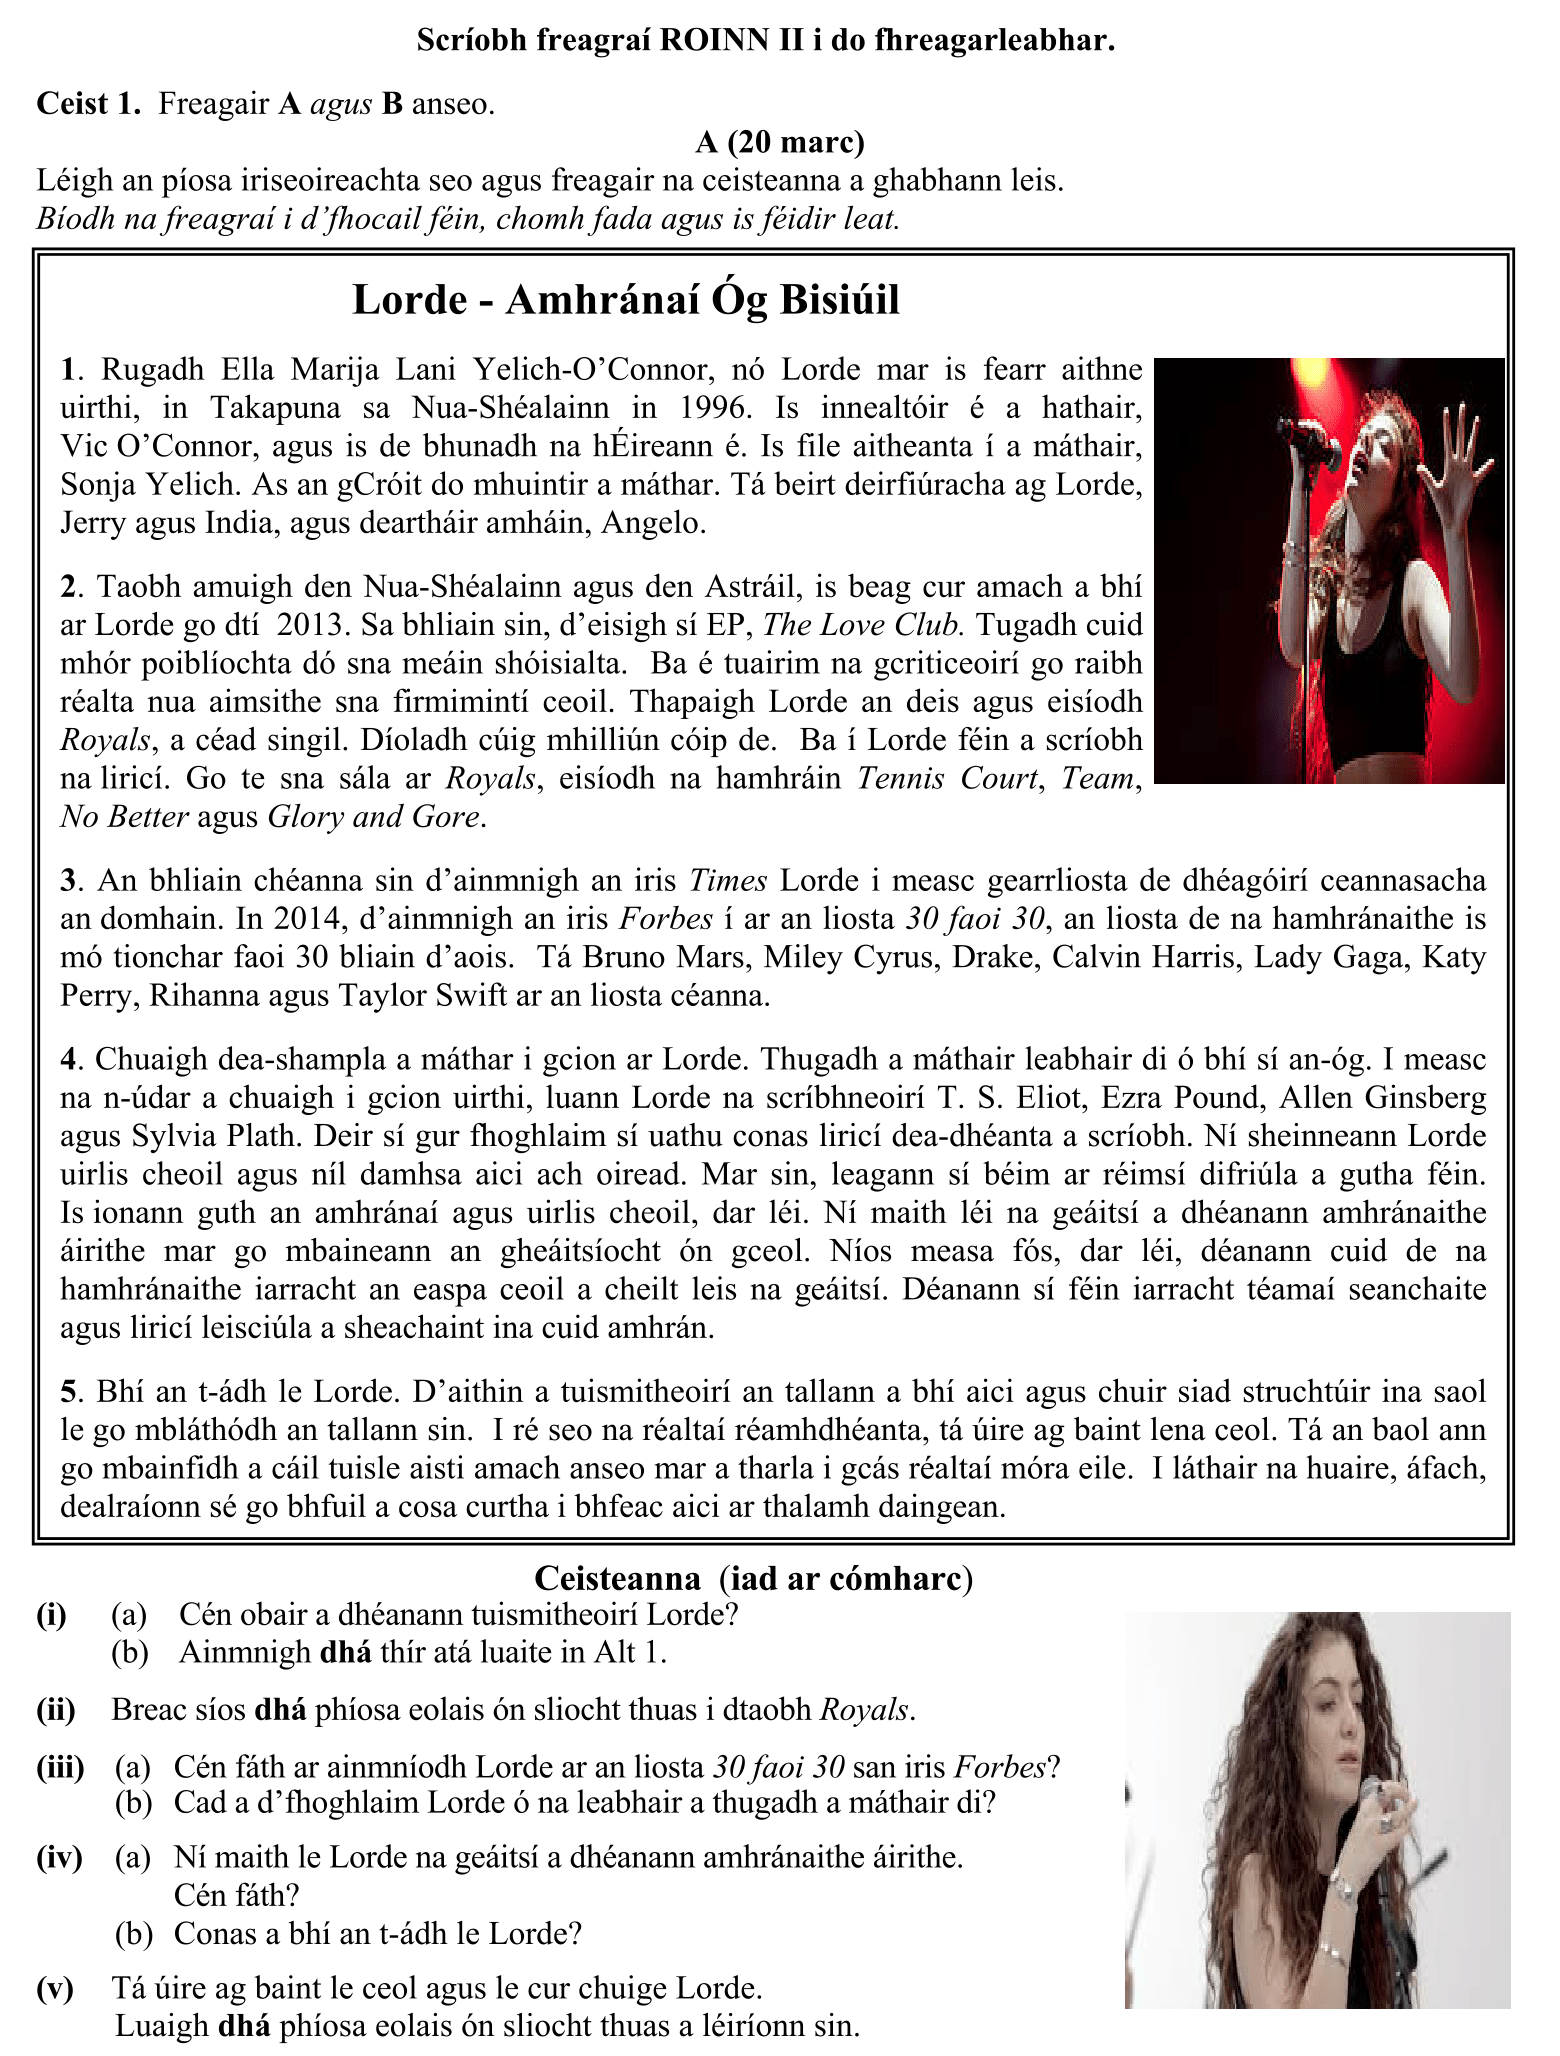 Scríobh freagraí ROINN II i do fhreagarleabhar.
Ceist 1. Freagair A agus B anseo.
A (20 marc)
Léigh an píosa iriseoireachta seo agus freagair na ceisteanna a ghabhann leis.
Bíodh na freagraí i d’fhocail féin, chomh fada agus is féidir leat.
Lorde - Amhránaí Óg Bisiúil
1. Rugadh Ella Marija Lani Yelich-O’Connor, nó Lorde mar is fearr aithne
uirthi, in Takapuna sa Nua-Shéalainn in 1996. Is innealtóir é a hathair,
Vic O’Connor, agus is de bhunadh na hÉireann é. Is file aitheanta í a máthair,
Sonja Yelich. As an gCróit do mhuintir a máthar. Tá beirt deirfiúracha ag Lorde,
Jerry agus India, agus deartháir amháin, Angelo.
2. Taobh amuigh den Nua-Shéalainn agus den Astráil, is beag cur amach a bhí
ar Lorde go dtí 2013. Sa bhliain sin, d’eisigh sí EP, The Love Club. Tugadh cuid
mhór poiblíochta dó sna meáin shóisialta. Ba é tuairim na gcriticeoirí go raibh
réalta nua aimsithe sna firmimintí ceoil. Thapaigh Lorde an deis agus eisíodh
Royals, a céad singil. Díoladh cúig mhilliún cóip de. Ba í Lorde féin a scríobh
na liricí. Go te sna sála ar Royals, eisíodh na hamhráin Tennis Court, Team,
No Better agus Glory and Gore.
3. An bhliain chéanna sin d’ainmnigh an iris Times Lorde i measc gearrliosta de dhéagóirí ceannasacha
an domhain. In 2014, d’ainmnigh an iris Forbes í ar an liosta 30 faoi 30, an liosta de na hamhránaithe is
mó tionchar faoi 30 bliain d’aois. Tá Bruno Mars, Miley Cyrus, Drake, Calvin Harris, Lady Gaga, Katy
Perry, Rihanna agus Taylor Swift ar an liosta céanna.
4. Chuaigh dea-shampla a máthar i gcion ar Lorde. Thugadh a máthair leabhair di ó bhí sí an-óg. I measc
na n-údar a chuaigh i gcion uirthi, luann Lorde na scríbhneoirí T. S. Eliot, Ezra Pound, Allen Ginsberg
agus Sylvia Plath. Deir sí gur fhoghlaim sí uathu conas liricí dea-dhéanta a scríobh. Ní sheinneann Lorde
uirlis cheoil agus níl damhsa aici ach oiread. Mar sin, leagann sí béim ar réimsí difriúla a gutha féin.
Is ionann guth an amhránaí agus uirlis cheoil, dar léi. Ní maith léi na geáitsí a dhéanann amhránaithe
áirithe mar go mbaineann an gheáitsíocht ón gceol. Níos measa fós, dar léi, déanann cuid de na
hamhránaithe iarracht an easpa ceoil a cheilt leis na geáitsí. Déanann sí féin iarracht téamaí seanchaite
agus liricí leisciúla a sheachaint ina cuid amhrán.
5. Bhí an t-ádh le Lorde. D’aithin a tuismitheoirí an tallann a bhí aici agus chuir siad struchtúir ina saol
le go mbláthódh an tallann sin. I ré seo na réaltaí réamhdhéanta, tá úire ag baint lena ceol. Tá an baol ann
go mbainfidh a cáil tuisle aisti amach anseo mar a tharla i gcás réaltaí móra eile. I láthair na huaire, áfach,
dealraíonn sé go bhfuil a cosa curtha i bhfeac aici ar thalamh daingean.
Ceisteanna (iad ar cómharc)
(i) (a) Cén obair a dhéanann tuismitheoirí Lorde?
(b) Ainmnigh dhá thír atá luaite in Alt 1.
(ii) Breac síos dhá phíosa eolais ón sliocht thuas i dtaobh Royals.
(iii) (a) Cén fáth ar ainmníodh Lorde ar an liosta 30 faoi 30 san iris Forbes?
(b) Cad a d’fhoghlaim Lorde ó na leabhair a thugadh a máthair di?
(iv) (a) Ní maith le Lorde na geáitsí a dhéanann amhránaithe áirithe.
Cén fáth?
(b) Conas a bhí an t-ádh le Lorde?
(v) Tá úire ag baint le ceol agus le cur chuige Lorde.
Luaigh dhá phíosa eolais ón sliocht thuas a léiríonn sin.